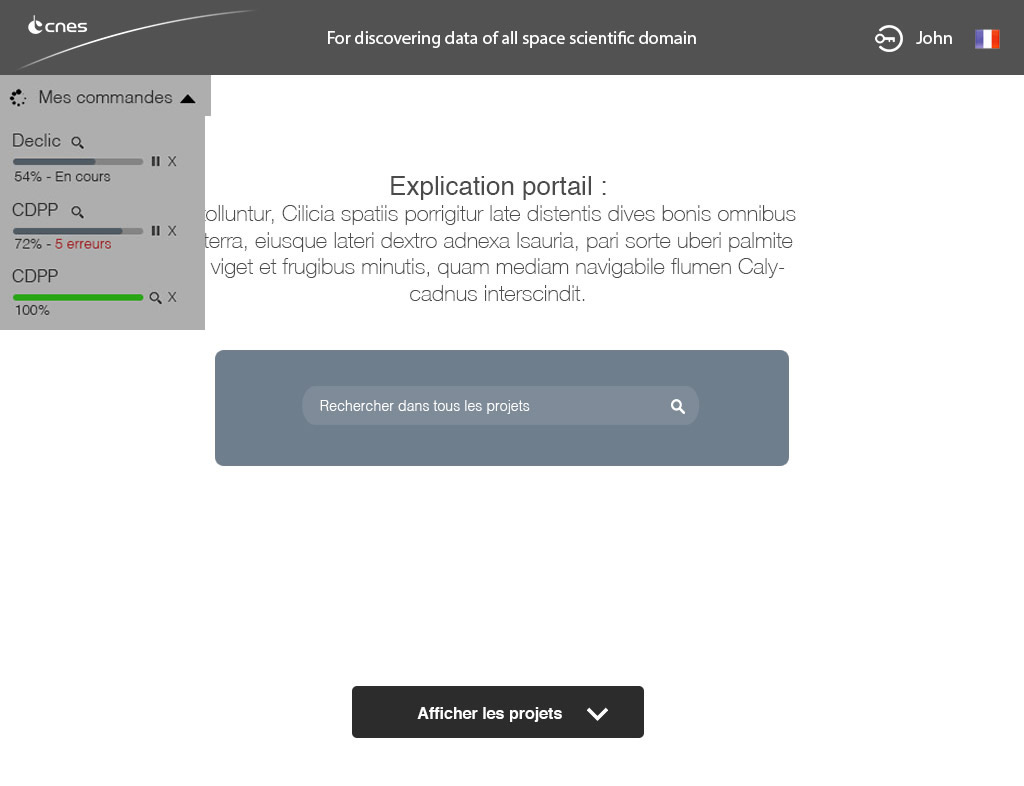 cnes
For discovering data of all space scientific domain
John
Mes commandes
Declic
X
54% - En cours
CDPP
X
72% - 5 erreurs
CDPP
X
100%
Explication portail :
Cilicia spatiis porrigitur late distentis dives bonis omnibus
terra, eiusque lateri dextro adnexa Isauria, pari sorte uberi palmite
viget et frugibus minutis, quam mediam navigabile flumen Caly-
cadnus interscindit.
Rechercher dans tous les projets
Afficher les projets